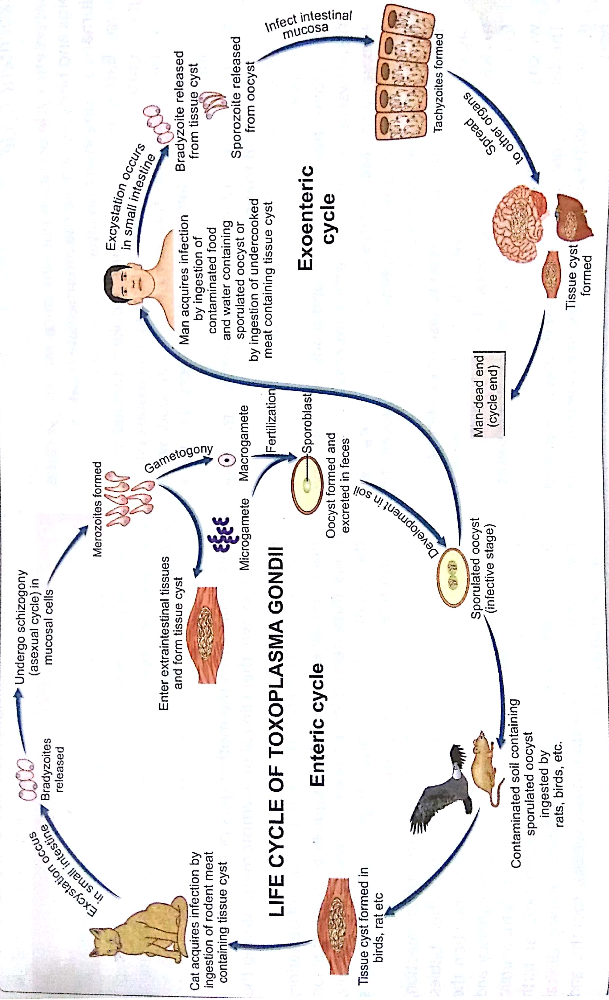 Excystation occus
in small intestine
Bradyzoites
released
Undergo schizogony
(asexual cycle) in
mucosal cells
Merozoites formed
Gametogony
Enter extraintestinal tissues
and form tissue cyst
Microgamete
Macrogamete
Fertilization
Sporoblast
Oocyst formed and
excreted in feces
Development in soil
Sporulated oocyst
(infective stage)
Contaminated soil containing
sporulated oocyst
ingested by
rats, birds, etc.
Tissue cyst formed in
birds, rat etc
Cat acquires infection by
ingestion of rodent meat
containing tissue cyst
LIFE CYCLE OF TOXOPLASMA GONDII
Enteric cycle
Excystation occurs
in small intestine
Man acquires infection
by ingestion of
contaminated food
and water containing
sporulated oocyst or
by ingestion of undercooked
meat containing tissue cyst
Bradyzoite released
from tissue cyst
Sporozoite released
from oocyst
Infect intestinal
mucosa
Tachyzoites formed
Spread
to other organs
Exoenteric
cycle
Tissue cyst
formed
Man-dead end
(cycle end)